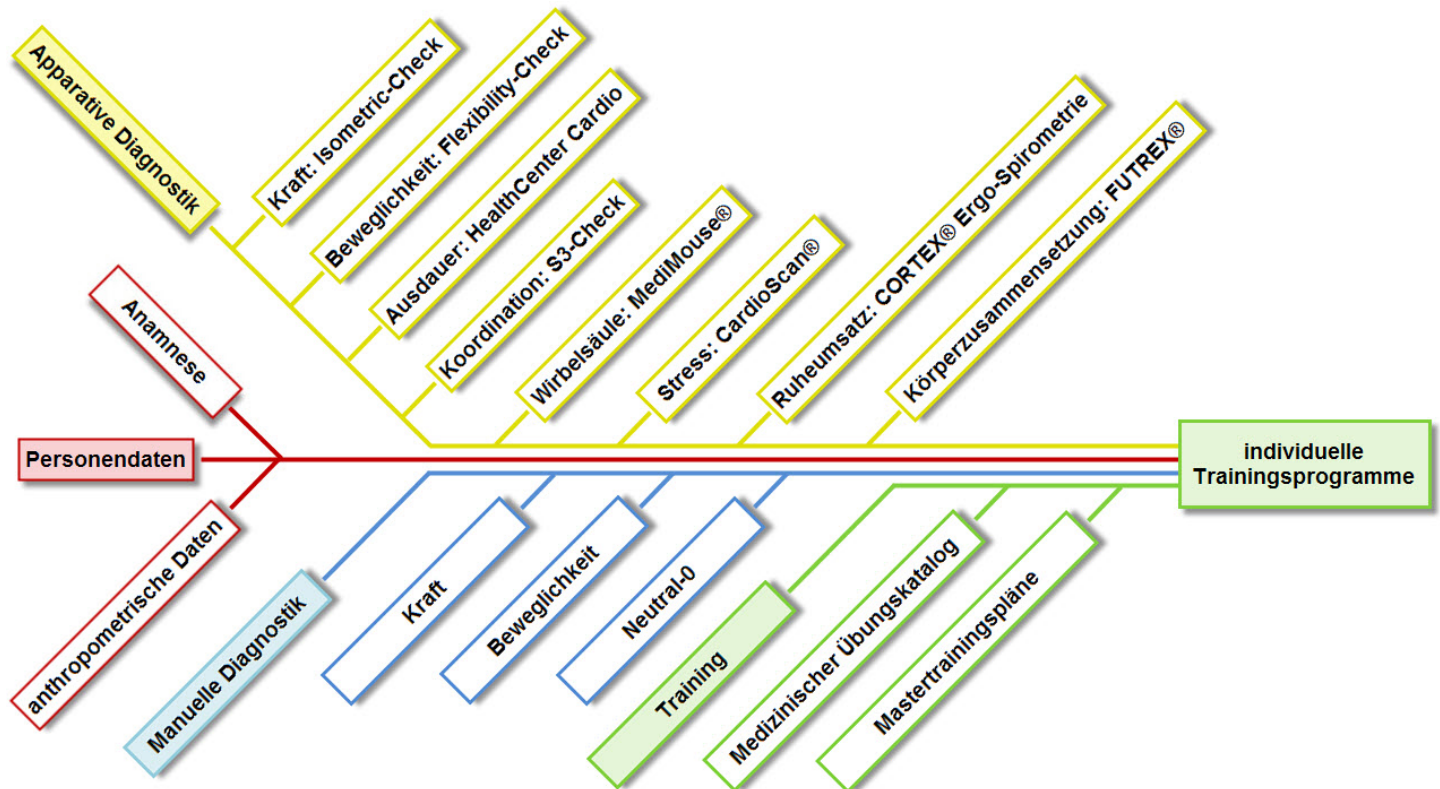 Apparative Diagnostik
Kraft: Isometric-Check
Beweglichkeit: Flexibility-Check
Ausdauer: HealthCenter Cardio
Koordination: S3-Check
Wirbelsäule: MediMouse®
Stress: CardioScan®
Ruheumsatz: CORTEX® Ergo-Spirometrie
Körperzusammensetzung: FUTREX®
Anamnese
Personendaten
anthropometrische Daten
individuelle
Trainingsprogramme
Manuelle Diagnostik
Kraft
Beweglichkeit
Neutral-0
Training
Medizinischer Übungskatalog
Mastertrainingspläne